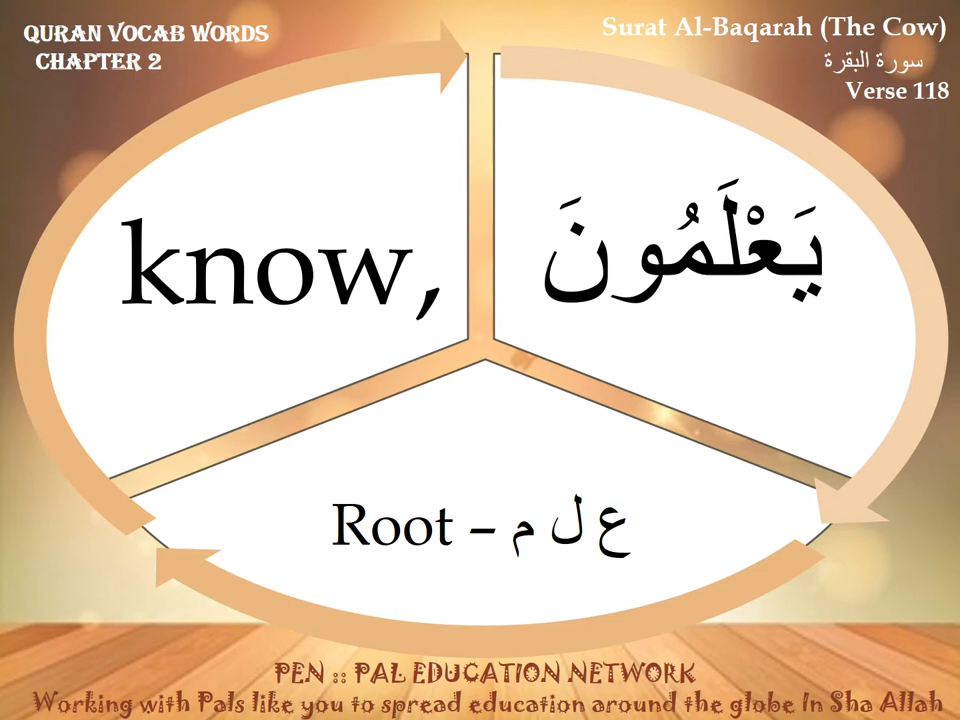 QURAN VOCAB WORDS
CHAPTER 2
Surat Al-Baqarah (The Cow)
سورة البقرة
Verse 118
know,
يَعْلَمُونَ
Root – ع ل م
PEN :: PAL EDUCATION NETWORK
Working with Pals like you to spread education around the globe In Sha Allah